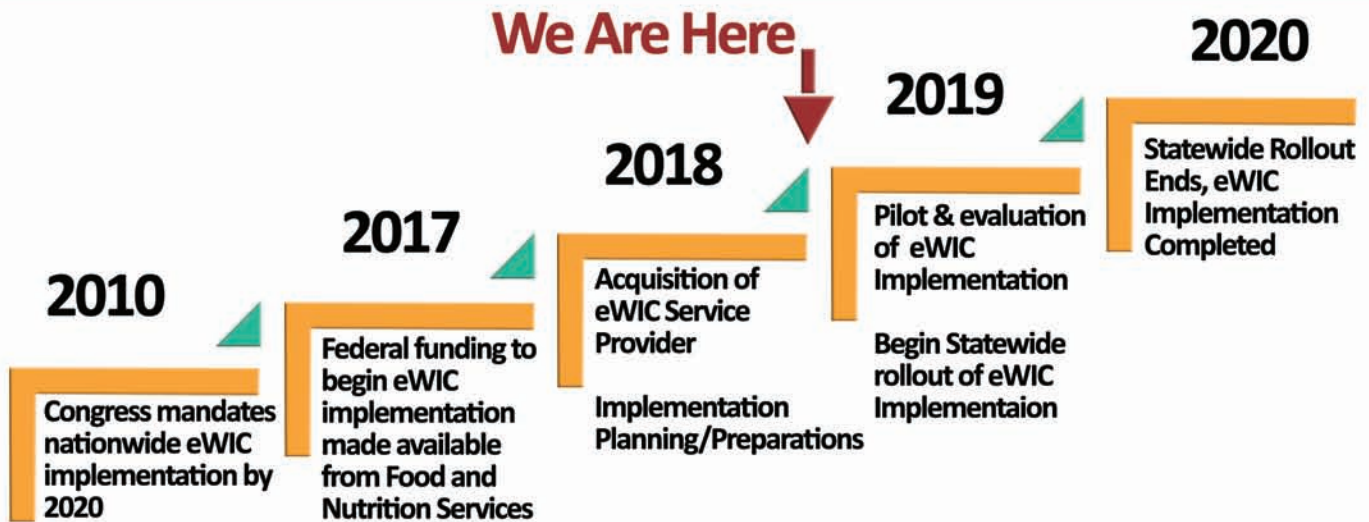 We Are Here
2010
Congress mandates
nationwide eWIC
implementation by
2020
2017
Federal funding to
begin eWIC
implementation
made available
from Food and
Nutrition Services
2018
Acquisition of
eWIC Service
Provider
Implementation
Planning/Preparations
2019
Pilot & evaluation
of eWIC
Implementation
Begin Statewide
rollout of eWIC
Implementaion
2020
Statewide Rollout
Ends, eWIC
Implementation
Completed